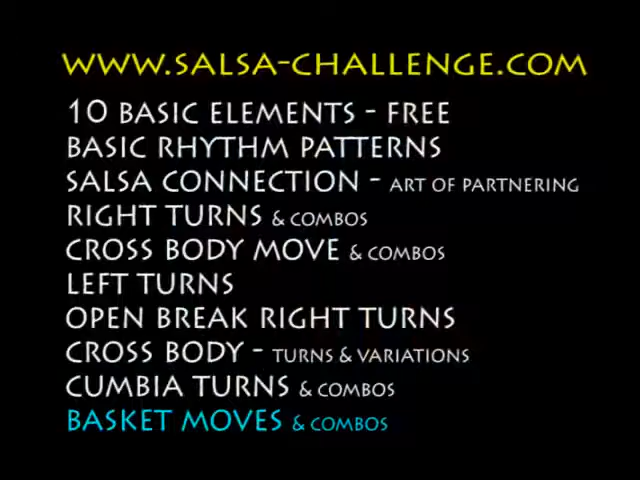 WWW.SALSA-CHALLENGE.COM
10 BASIC ELEMENTS - FREE
BASIC RHYTHM PATTERNS
SALSA CONNECTION - ART OF PARTNERING
RIGHT TURNS & COMBOS
CROSS BODY MOVE & COMBOS
LEFT TURNS
OPEN BREAK RIGHT TURNS
CROSS BODY - TURNS & VARIATIONS
CUMBIA TURNS & COMBOS
BASKET MOVES & COMBOS